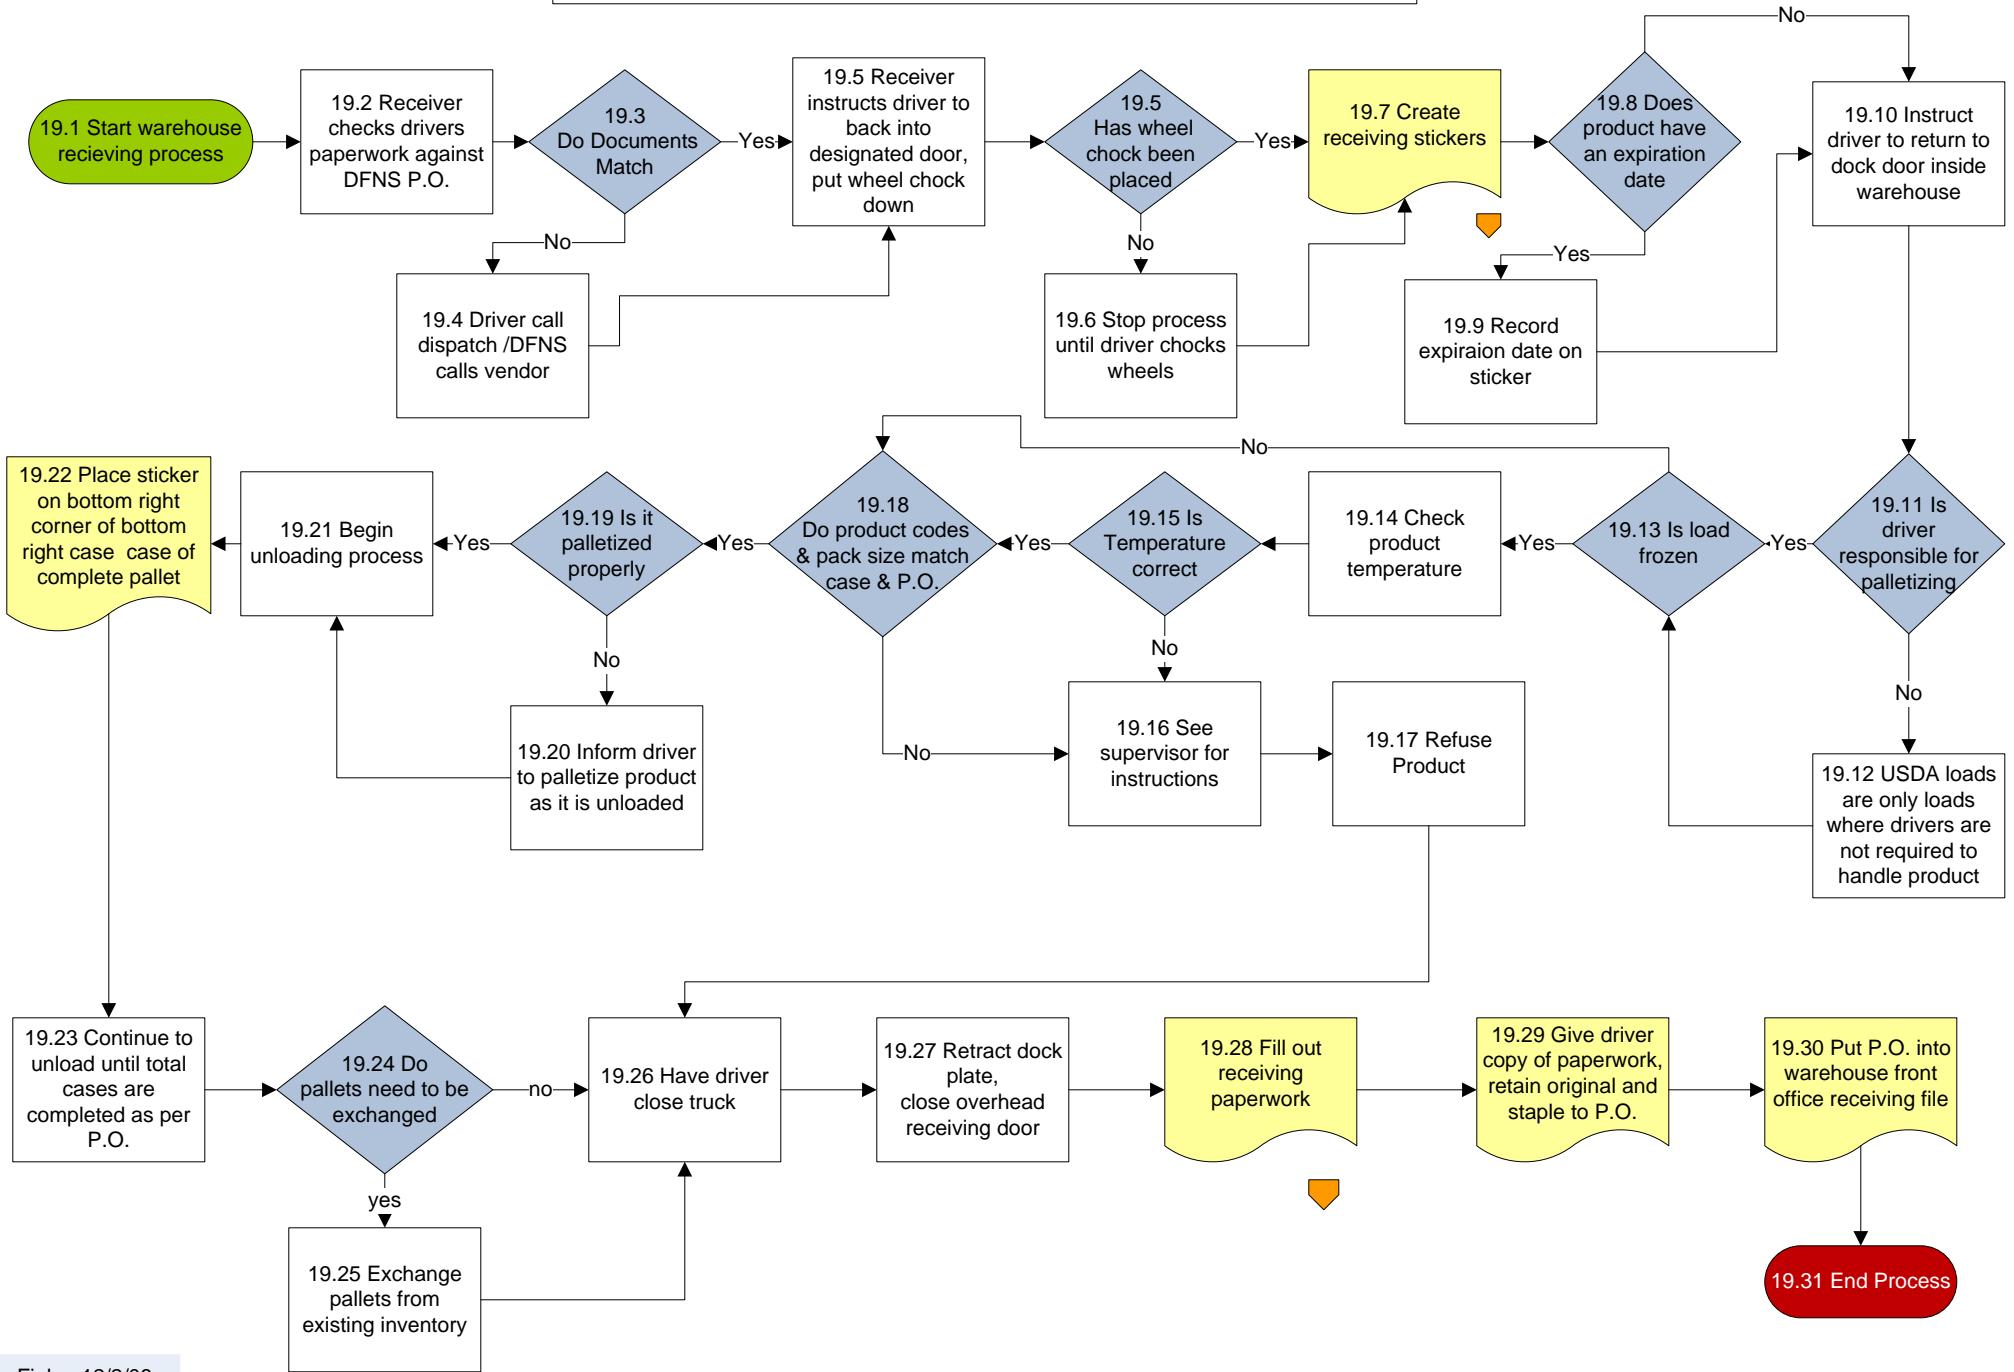 19.1 Start warehouse
recieving process
19.2 Receiver
checks drivers
paperwork against
DFNS P.O.
19.3
Do Documents
Match
Yes
No
19.4 Driver call
dispatch /DFNS
calls vendor
19.5 Receiver
instructs driver to
back into
designated door,
put wheel chock
down
19.5
Has wheel
chock been
placed
Yes
No
19.6 Stop process
until driver chocks
wheels
19.7 Create
receiving stickers
19.8 Does
product have
an expiration
date
No
Yes
19.9 Record
expiraion date on
sticker
19.10 Instruct
driver to return to
dock door inside
warehouse
19.11 Is
driver
responsible for
palletizing
Yes
No
19.12 USDA loads
are only loads
where drivers are
not required to
handle product
19.13 Is load
frozen
No
Yes
19.14 Check
product
temperature
19.15 Is
Temperature
correct
Yes
No
19.16 See
supervisor for
instructions
19.17 Refuse
Product
19.18
Do product codes
& pack size match
case & P.O.
Yes
No
19.19 Is it
palletized
properly
Yes
No
19.20 Inform driver
to palletize product
as it is unloaded
19.21 Begin
unloading process
19.22 Place sticker
on bottom right
corner of bottom
right case case of
complete pallet
19.23 Continue to
unload until total
cases are
completed as per
P.O.
19.24 Do
pallets need to be
exchanged
no
yes
19.25 Exchange
pallets from
existing inventory
19.26 Have driver
close truck
19.27 Retract dock
plate,
close overhead
receiving door
19.28 Fill out
receiving
paperwork
19.29 Give driver
copy of paperwork,
retain original and
staple to P.O.
19.30 Put P.O. into
warehouse front
office receiving file
19.31 End Process